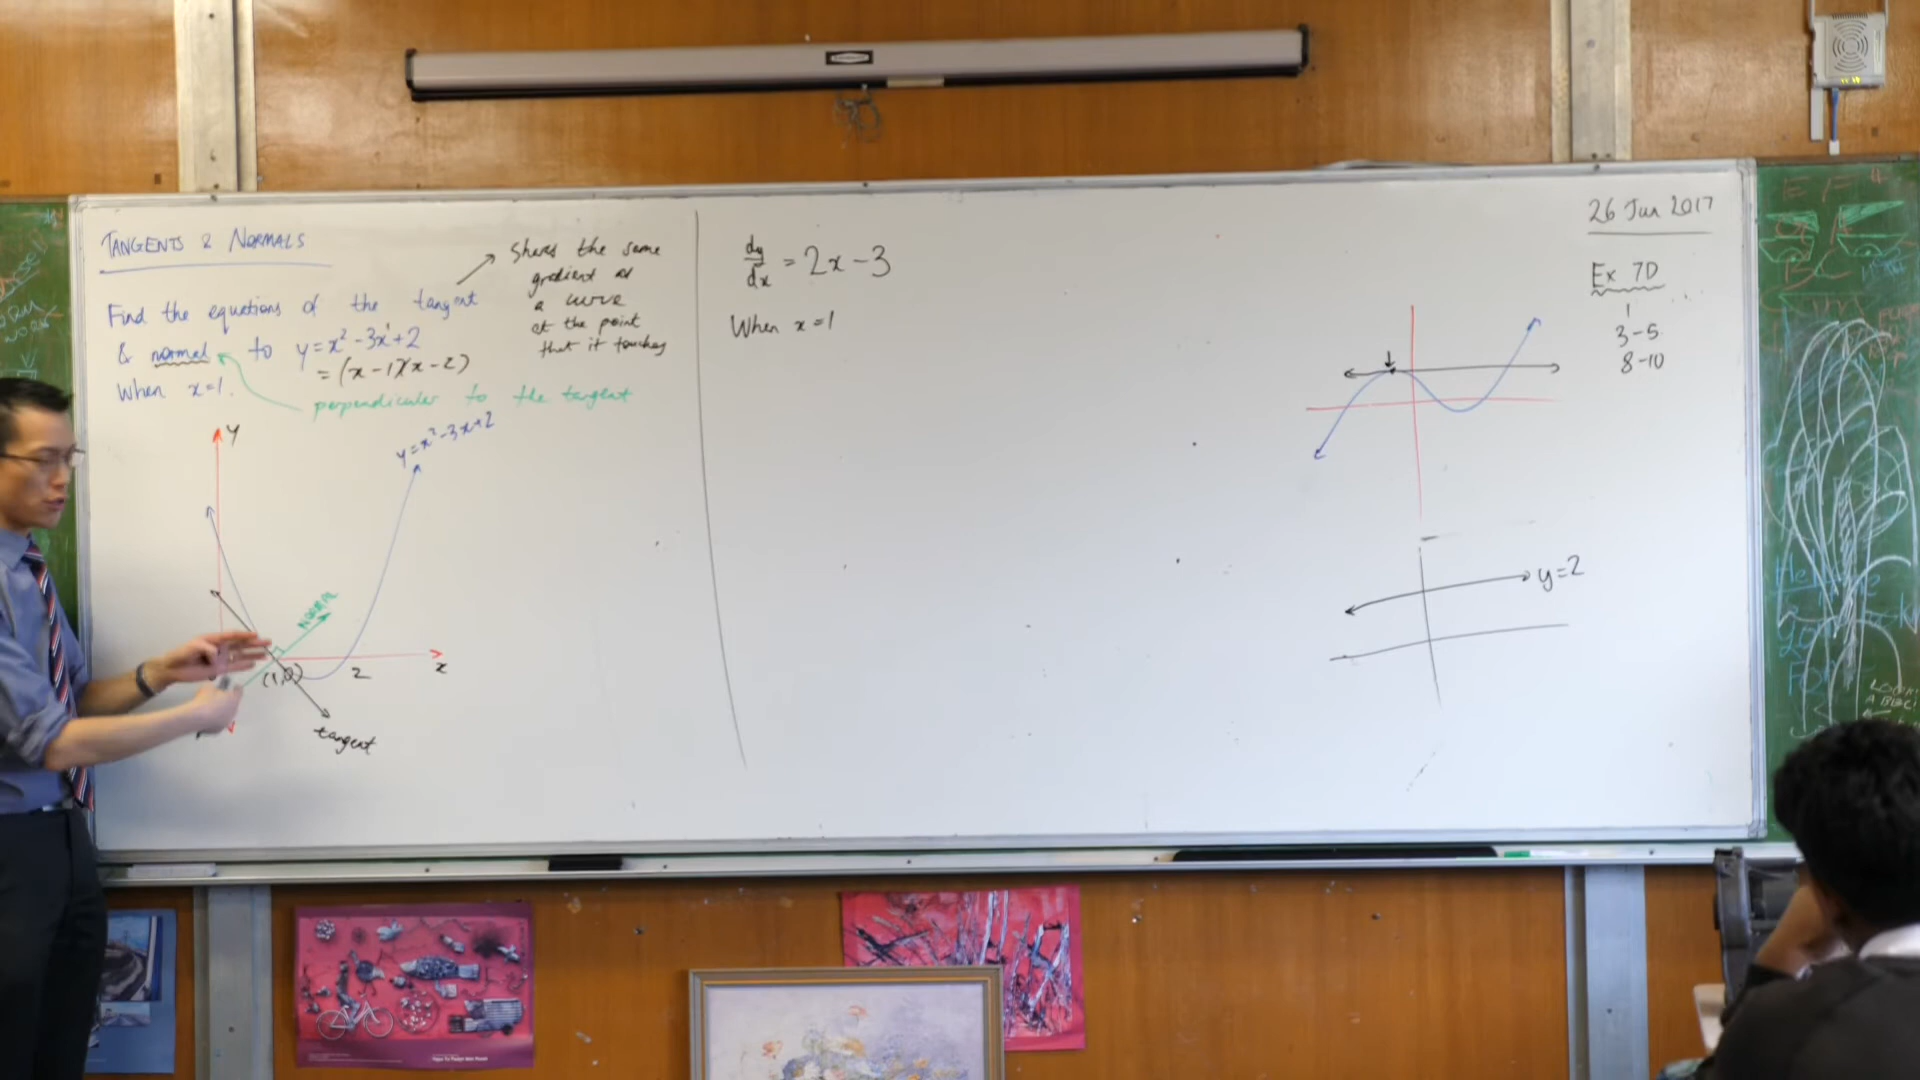 TANGENTS & NORMALS
Find the equations of the tangent
& normal to y = x² - 3x + 2
= (x - 1)(x - 2)
When x = 1.
shares the same
gradient as
a curve
at the point
that it touches
perpendicular to the tangent
y
y = x² - 3x + 2
NORMAL
(1,0)
2
x
tangent
dy/dx = 2x - 3
When x = 1
y = 2
26 Jun 2017
Ex 7D
1
3-5
8-10